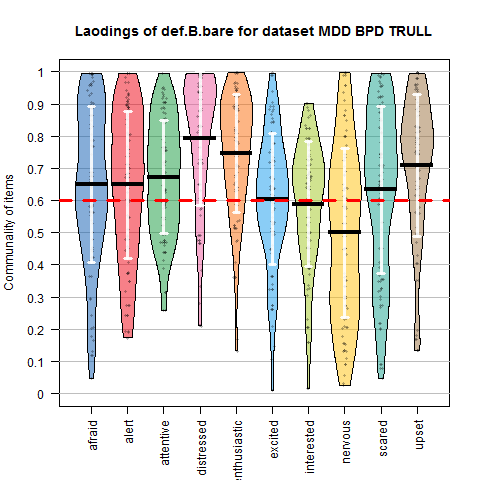 Laodings of def.B.bare for dataset MDD BPD TRULL
Communality of items
1
0.9
0.8
0.7
0.6
0.5
0.4
0.3
0.2
0.1
0
afraid
alert
attentive
distressed
enthusiastic
excited
interested
nervous
scared
upset